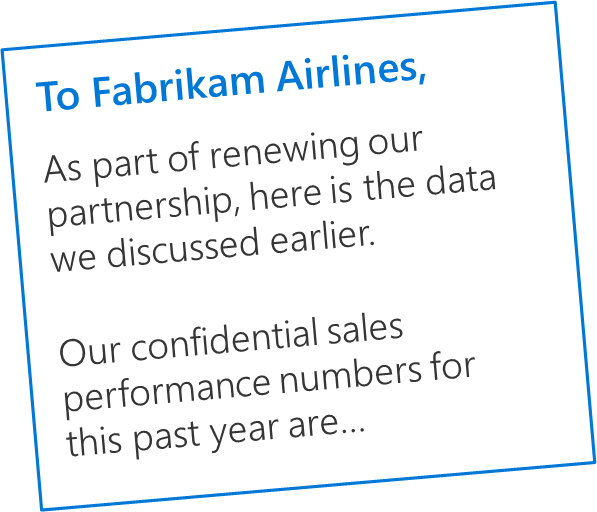 To Fabrikam Airlines,
As part of renewing our
partnership, here is the data
we discussed earlier.
Our confidential sales
performance numbers for
this past year are...